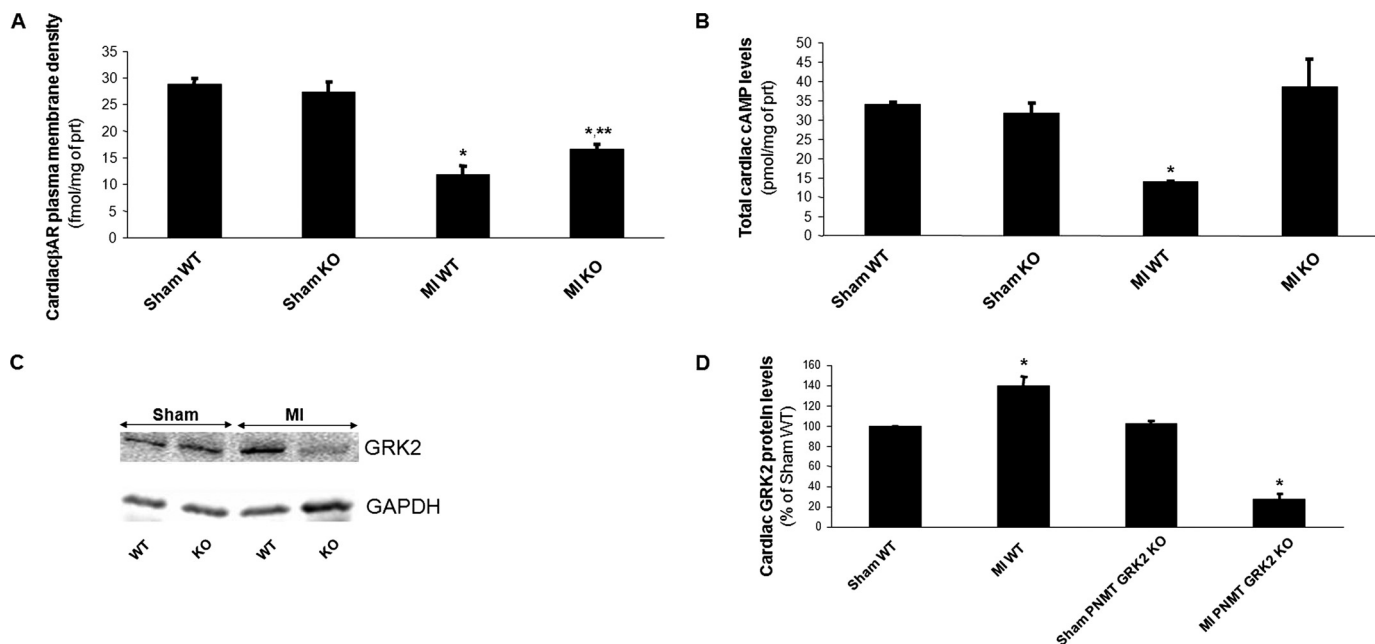 A
CardiacβAR plasma membrane density
(fmol/mg of prt)
35
30
25
20
15
10
5
0
*
*,**
Sham WT
Sham KO
MI WT
MI KO
B
Total cardiac cAMP levels
(pmol/mg of prt)
50
45
40
35
30
25
20
15
10
5
0
*
Sham WT
Sham KO
MI WT
MI KO
C
Sham
MI
GRK2
GAPDH
WT
KO
WT
KO
D
Cardiac GRK2 protein levels
(% of Sham WT)
160
140
120
100
80
60
40
20
0
*
*
Sham WT
MI WT
Sham PNMT GRK2 KO
MI PNMT GRK2 KO